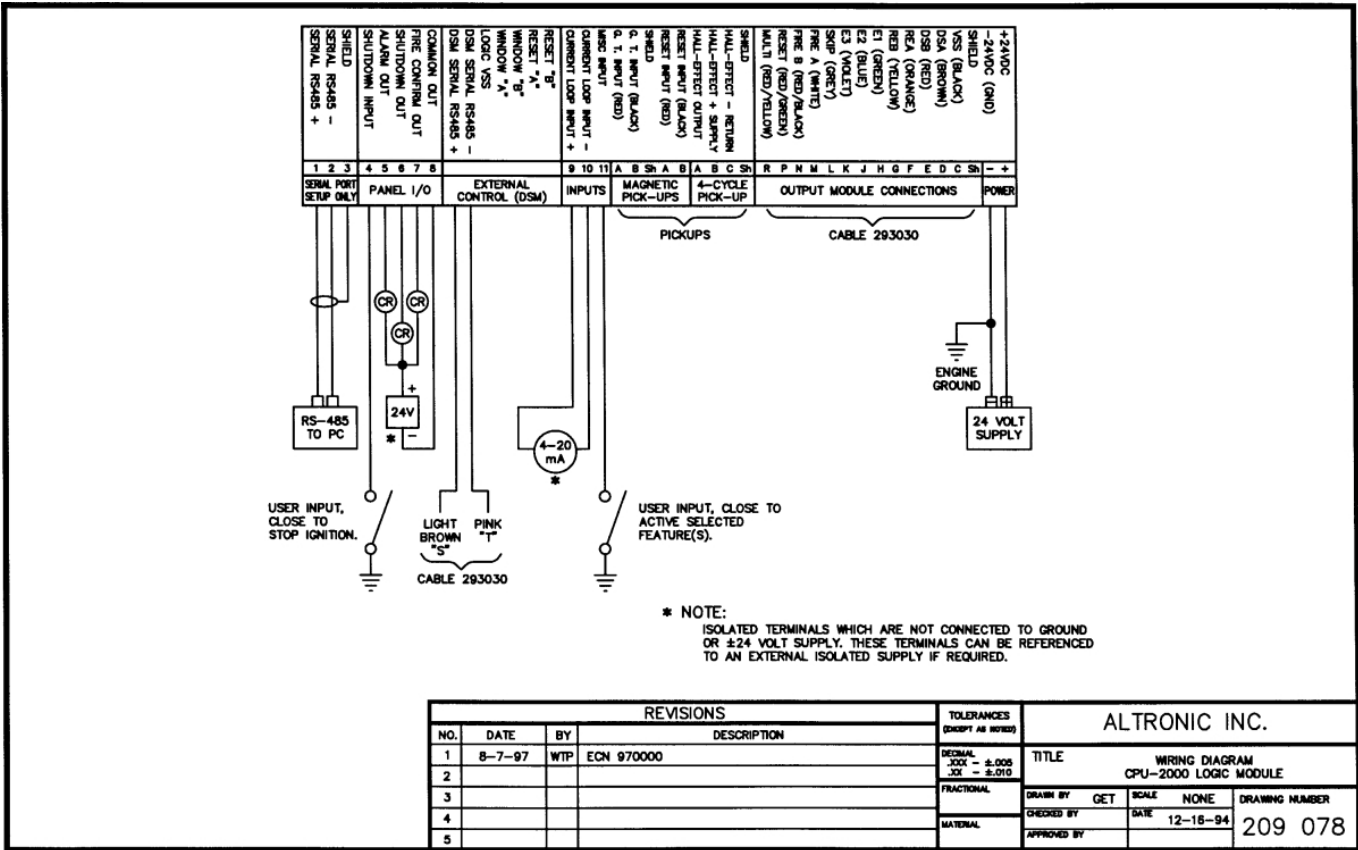 SERIAL RS485 +
SERIAL RS485 -
SHIELD
SHUTDOWN INPUT
ALARM OUT
SHUTDOWN OUT
FIRE CONFIRM OUT
COMMON OUT
DSM SERIAL RS485 +
DSM SERIAL RS485 -
LOGIC VSS
WINDOW "A"
WINDOW "B"
RESET "A"
RESET "B"
CURRENT LOOP INPUT +
CURRENT LOOP INPUT -
MISC INPUT
G. T. INPUT (RED)
G. T. INPUT (BLACK)
SHIELD
RESET INPUT (RED)
RESET INPUT (BLACK)
HALL-EFFECT OUTPUT
HALL-EFFECT + SUPPLY
HALL-EFFECT - RETURN
SHIELD
MULTI (RED/YELLOW)
RESET (RED/GREEN)
FIRE B (RED/BLACK)
FIRE A (WHITE)
SKIP (GREY)
E3 (VIOLET)
E2 (BLUE)
E1 (GREEN)
REB (YELLOW)
REA (ORANGE)
DSB (RED)
DSA (BROWN)
VSS (BLACK)
SHIELD
-24VDC (GND)
+24VDC
1 2 3 4 5 6 7 8 9 10 11 A B Sh A B A B C Sh R P N M L K J H G F E D C Sh - +
SERIAL PORT
SETUP ONLY
PANEL I/O
EXTERNAL
CONTROL (DSM)
INPUTS
MAGNETIC
PICK-UPS
4-CYCLE
PICK-UP
OUTPUT MODULE CONNECTIONS
POWER
PICKUPS
CABLE 293030
CR
CR
CR
RS-485
TO PC
+
24V
* -
4-20
mA
*
ENGINE
GROUND
24 VOLT
SUPPLY
USER INPUT,
CLOSE TO
STOP IGNITION.
LIGHT
BROWN
"S"
PINK
"T"
CABLE 293030
USER INPUT, CLOSE TO
ACTIVE SELECTED
FEATURE(S).
* NOTE:
ISOLATED TERMINALS WHICH ARE NOT CONNECTED TO GROUND
OR ±24 VOLT SUPPLY. THESE TERMINALS CAN BE REFERENCED
TO AN EXTERNAL ISOLATED SUPPLY IF REQUIRED.
REVISIONS
NO. DATE BY DESCRIPTION
1 8-7-97 WTP ECN 970000
2
3
4
5
TOLERANCES
(EXCEPT AS NOTED)
DECIMAL
.XXX - ±.005
.XX - ±.010
FRACTIONAL
MATERIAL
ALTRONIC INC.
TITLE
WIRING DIAGRAM
CPU-2000 LOGIC MODULE
DRAWN BY GET
SCALE NONE
DRAWING NUMBER
CHECKED BY
DATE 12-16-94
209 078
APPROVED BY